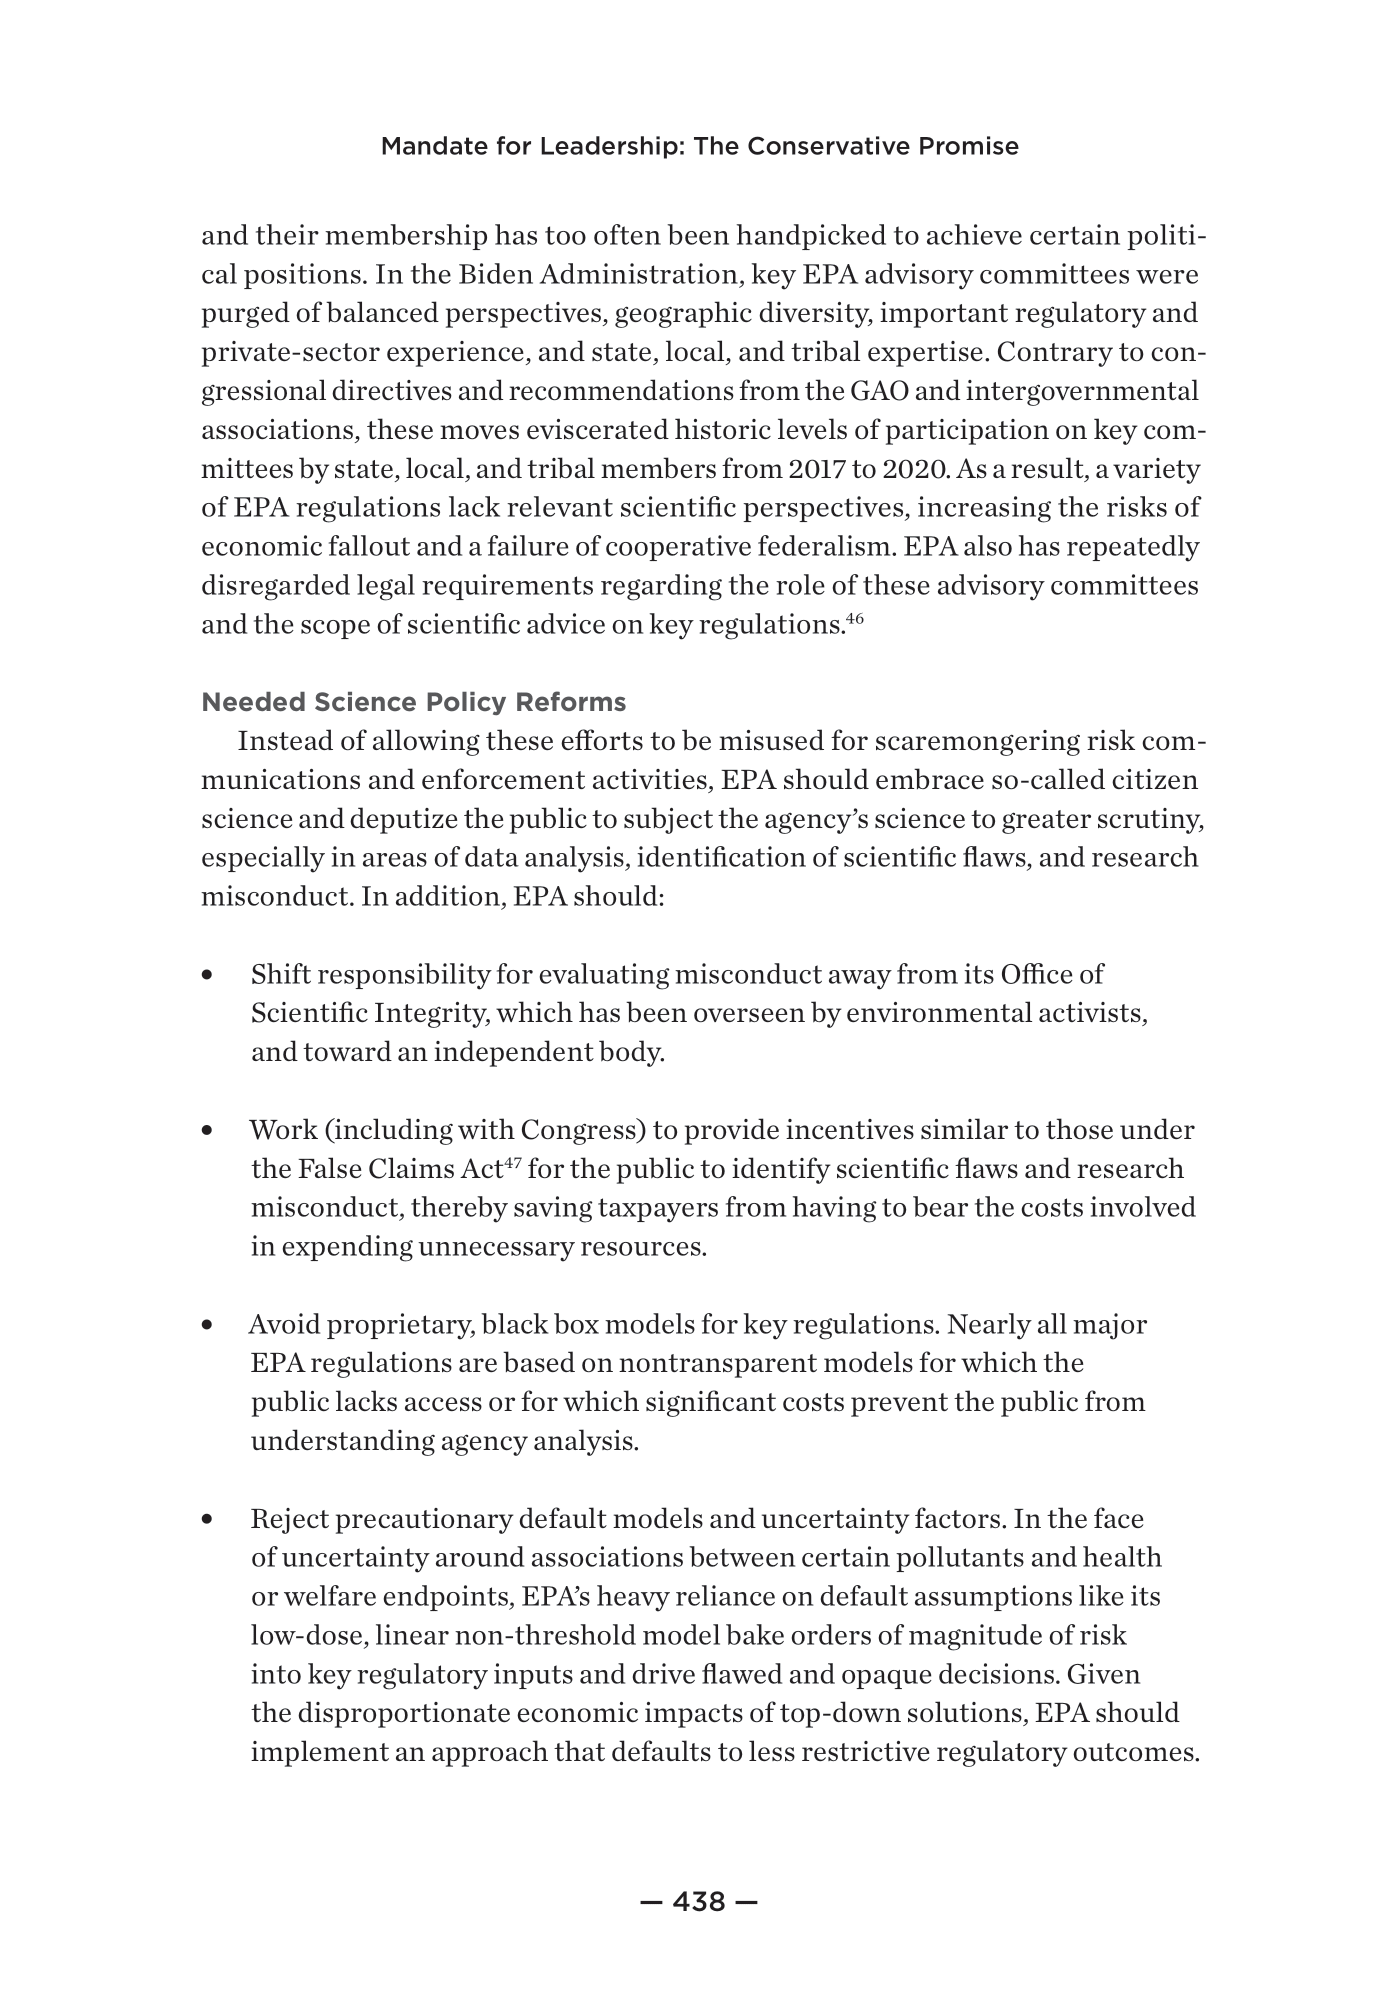 Mandate for Leadership: The Conservative Promise
and their membership has too often been handpicked to achieve certain politi-
cal positions. In the Biden Administration, key EPA advisory committees were
purged of balanced perspectives, geographic diversity, important regulatory and
private-sector experience, and state, local, and tribal expertise. Contrary to con-
gressional directives and recommendations from the GAO and intergovernmental
associations, these moves eviscerated historic levels of participation on key com-
mittees by state, local, and tribal members from 2017 to 2020. As a result, a variety
of EPA regulations lack relevant scientific perspectives, increasing the risks of
economic fallout and a failure of cooperative federalism. EPA also has repeatedly
disregarded legal requirements regarding the role of these advisory committees
and the scope of scientific advice on key regulations.46
Needed Science Policy Reforms
Instead of allowing these efforts to be misused for scaremongering risk com-
munications and enforcement activities, EPA should embrace so-called citizen
science and deputize the public to subject the agency’s science to greater scrutiny,
especially in areas of data analysis, identification of scientific flaws, and research
misconduct. In addition, EPA should:
• Shift responsibility for evaluating misconduct away from its Office of
Scientific Integrity, which has been overseen by environmental activists,
and toward an independent body.
• Work (including with Congress) to provide incentives similar to those under
the False Claims Act47 for the public to identify scientific flaws and research
misconduct, thereby saving taxpayers from having to bear the costs involved
in expending unnecessary resources.
• Avoid proprietary, black box models for key regulations. Nearly all major
EPA regulations are based on nontransparent models for which the
public lacks access or for which significant costs prevent the public from
understanding agency analysis.
• Reject precautionary default models and uncertainty factors. In the face
of uncertainty around associations between certain pollutants and health
or welfare endpoints, EPA’s heavy reliance on default assumptions like its
low-dose, linear non-threshold model bake orders of magnitude of risk
into key regulatory inputs and drive flawed and opaque decisions. Given
the disproportionate economic impacts of top-down solutions, EPA should
implement an approach that defaults to less restrictive regulatory outcomes.
— 438 —